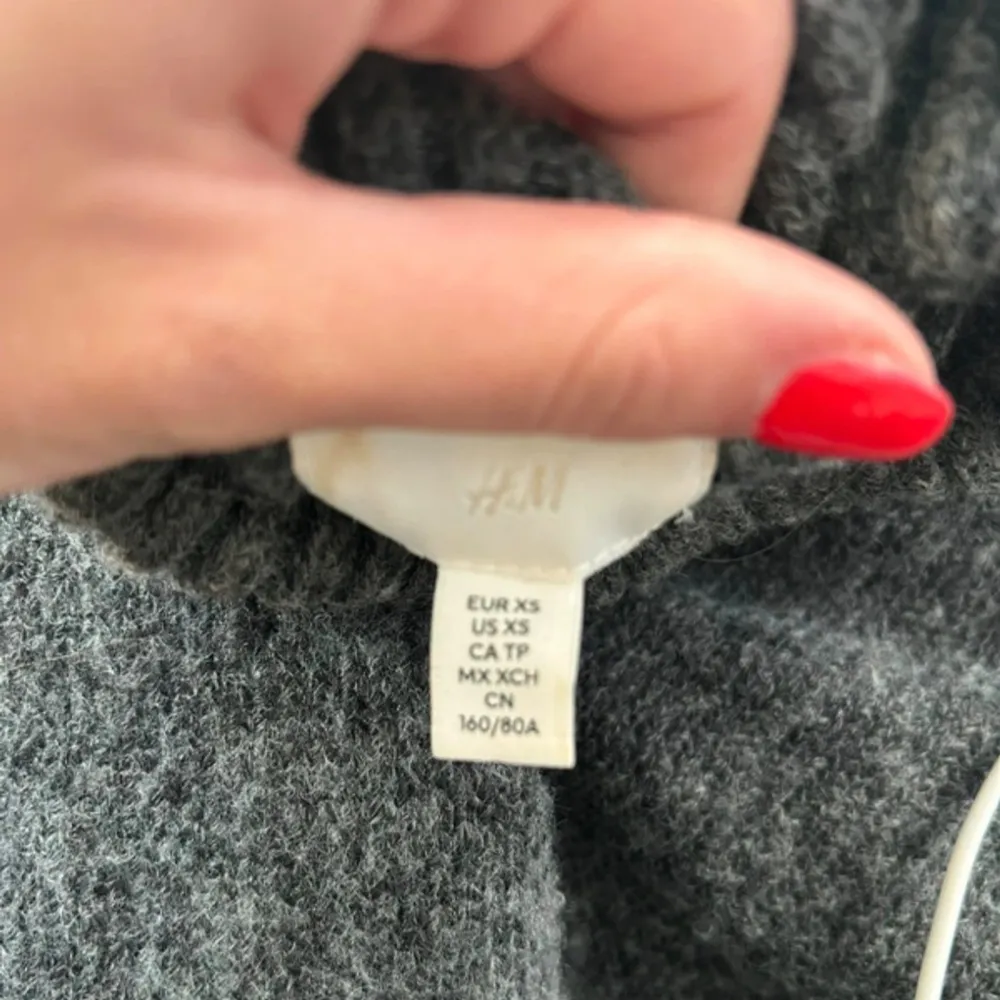 H&M
EUR XS
US XS
CA TP
MX XCH
CN
160/80A